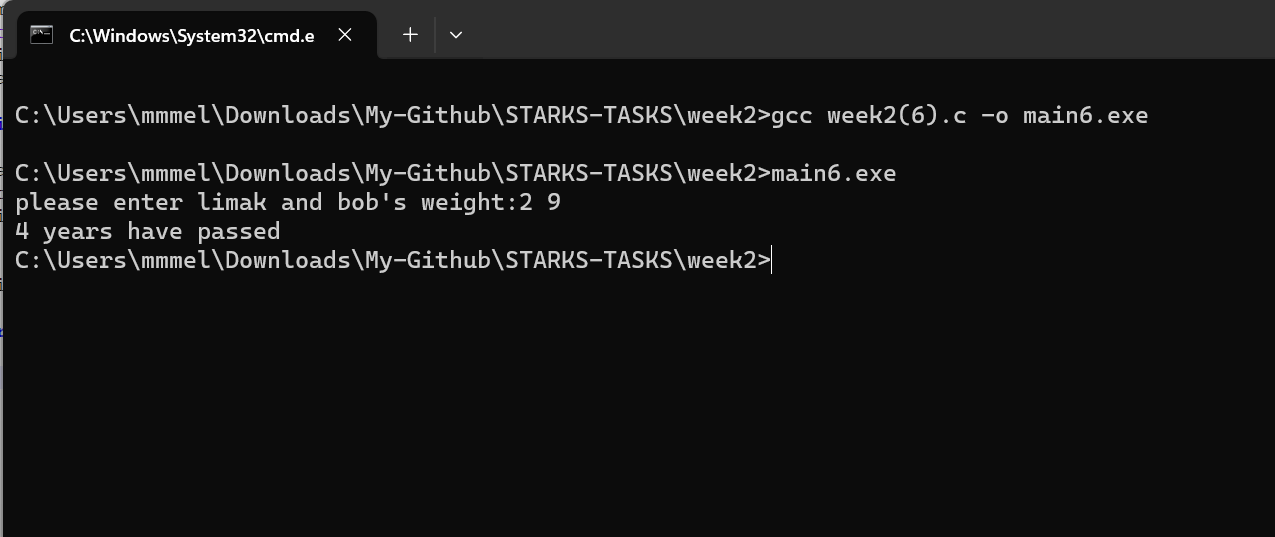 C:\Windows\System32\cmd.e
C:\Users\mmmel\Downloads\My-Github\STARKS-TASKS\week2>gcc week2(6).c -o main6.exe
C:\Users\mmmel\Downloads\My-Github\STARKS-TASKS\week2>main6.exe
please enter limak and bob's weight:2 9
4 years have passed
C:\Users\mmmel\Downloads\My-Github\STARKS-TASKS\week2>